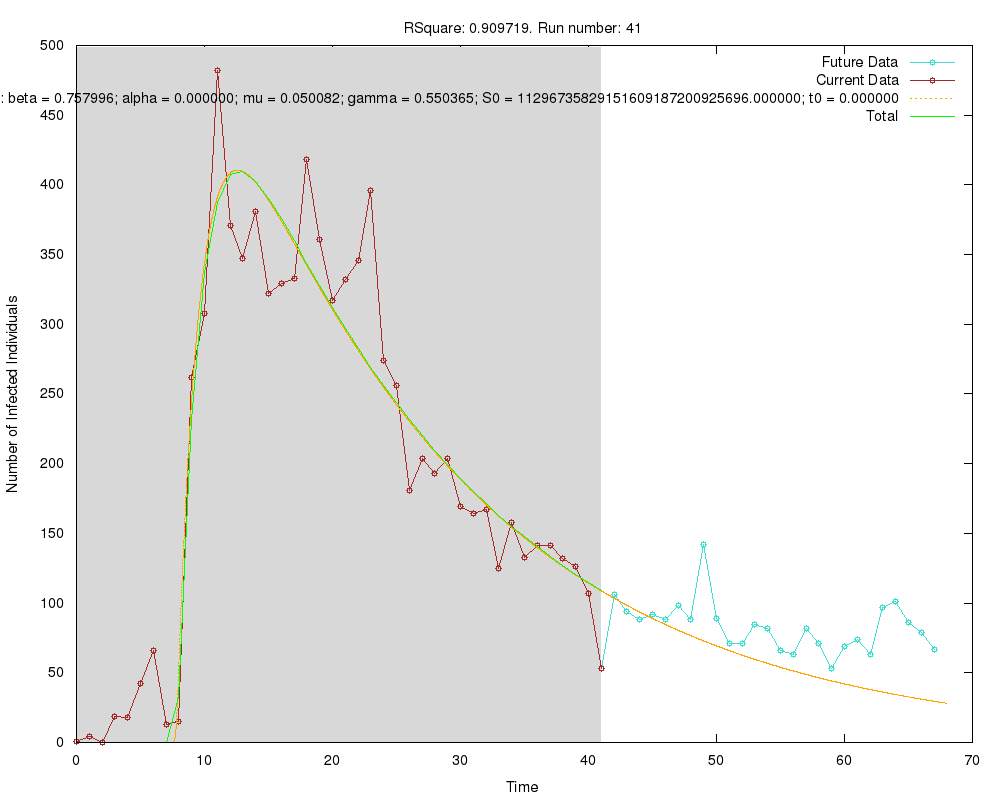 RSquare: 0.909719. Run number: 41
500
450
400
350
300
250
200
150
100
50
0
Number of Infected Individuals
Future Data
Current Data
: beta = 0.757996; alpha = 0.000000; mu = 0.050082; gamma = 0.550365; S0 = 1129673582915160918720092569​6.000000; t0 = 0.000000
Total
0 10 20 30 40 50 60 70
Time